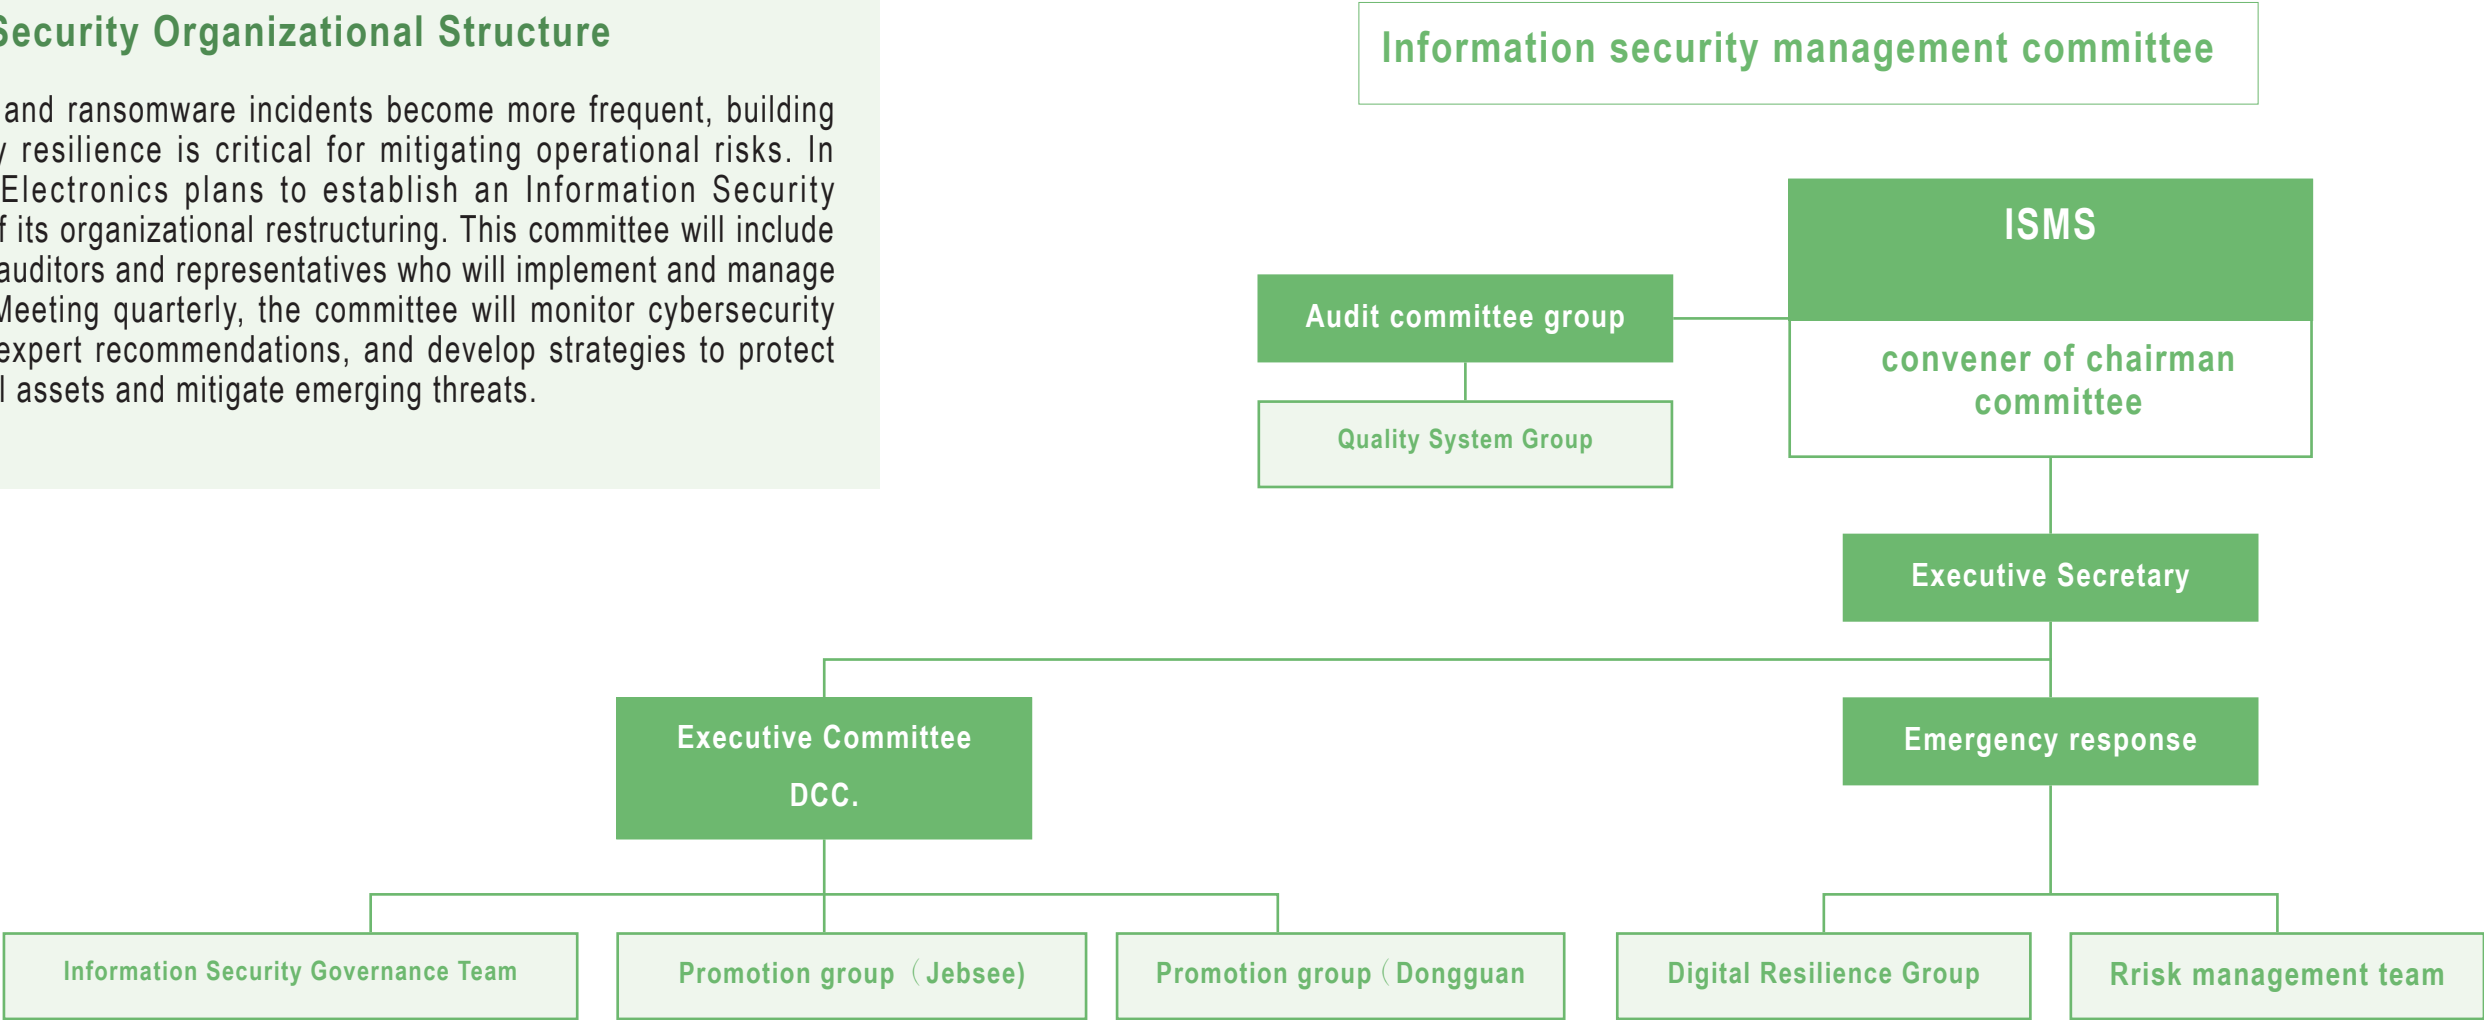 Security Organizational Structure
and ransomware incidents become more frequent, building
resilience is critical for mitigating operational risks. In
Electronics plans to establish an Information Security
its organizational restructuring. This committee will include
auditors and representatives who will implement and manage
Meeting quarterly, the committee will monitor cybersecurity
expert recommendations, and develop strategies to protect
assets and mitigate emerging threats.
Information security management committee
ISMS
convener of chairman
committee
Audit committee group
Quality System Group
Executive Secretary
Executive Committee
DCC.
Emergency response
Information Security Governance Team
Promotion group（Jebsee)
Promotion group（Dongguan
Digital Resilience Group
Rrisk management team